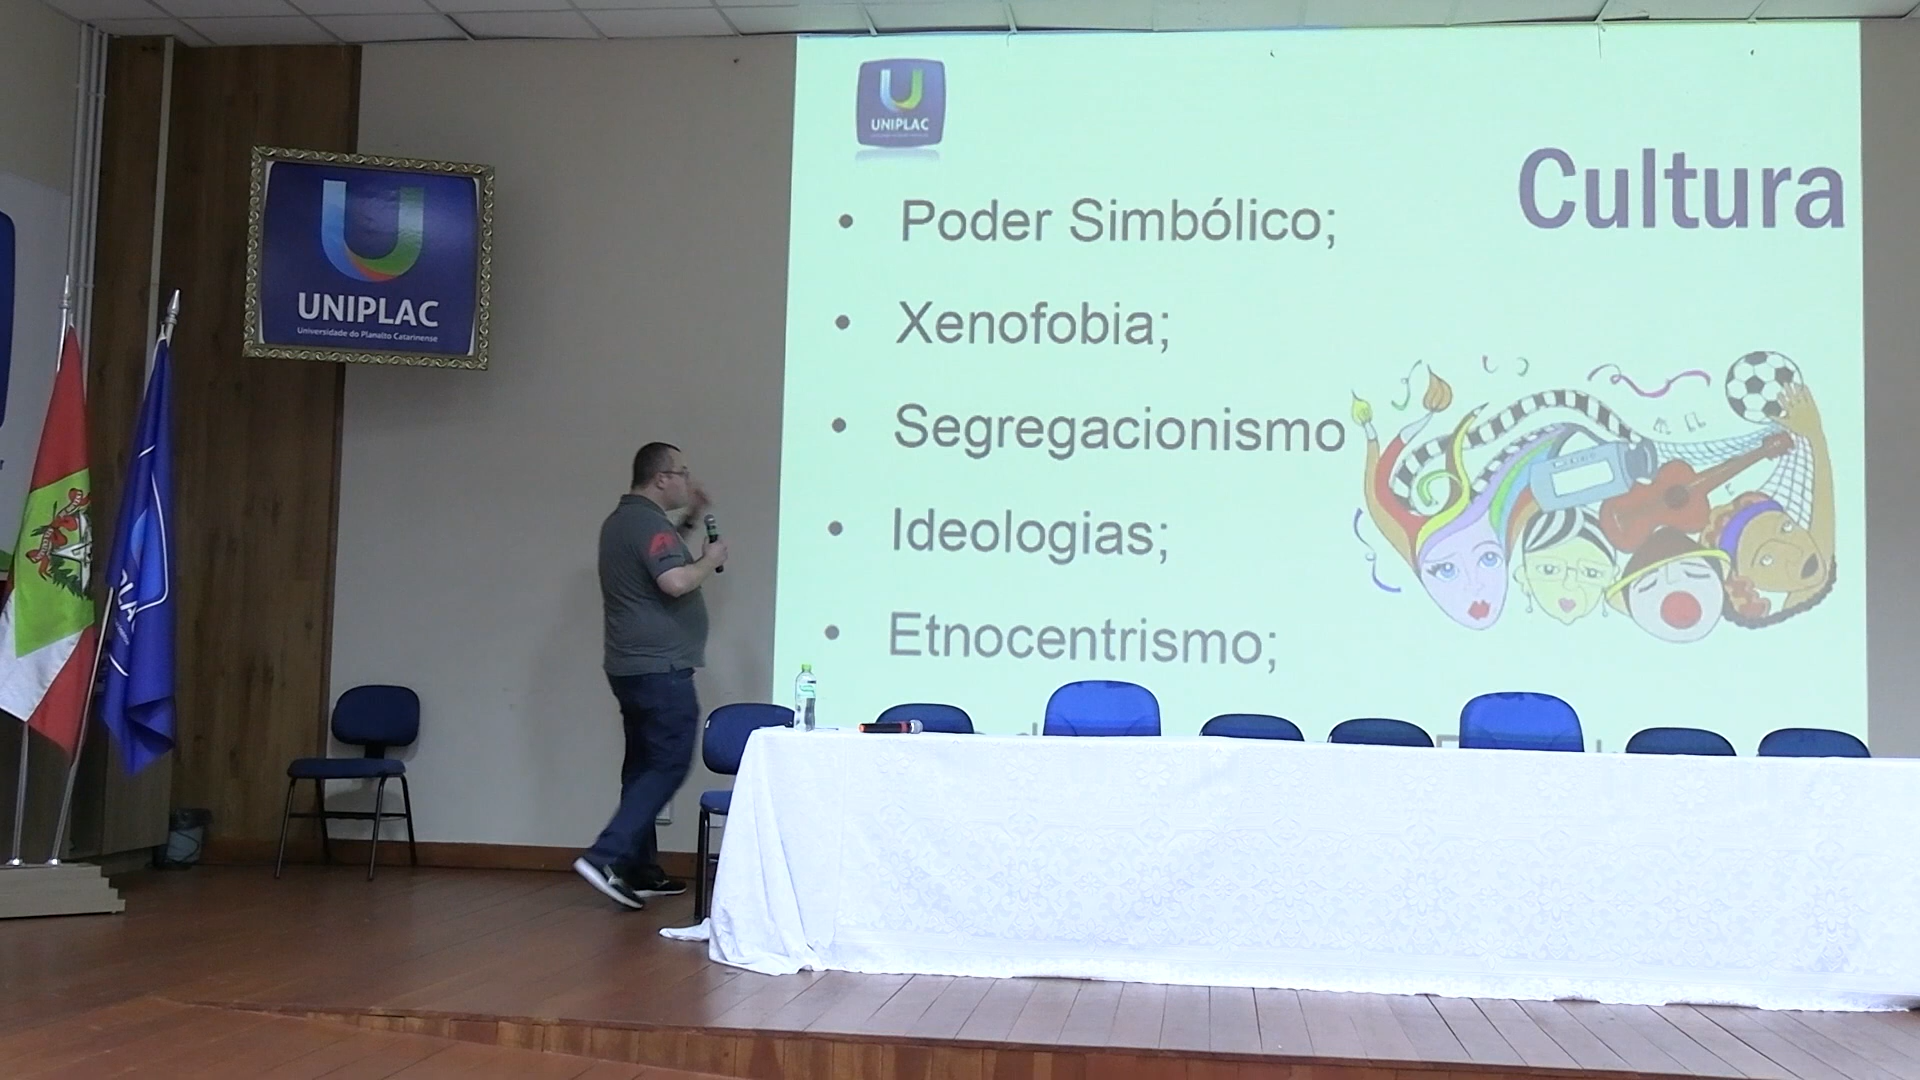 UNIPLAC
Universidade do Planalto Catarinense
UNIPLAC
Cultura
• Poder Simbólico;
• Xenofobia;
• Segregacionismo
• Ideologias;
• Etnocentrismo;